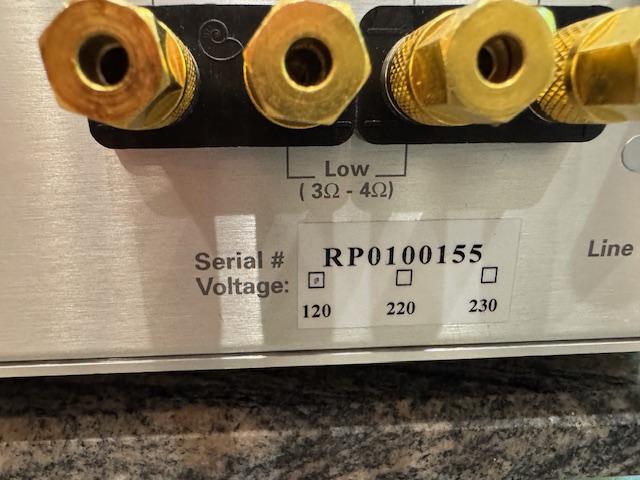 Low
( 3Ω - 4Ω)
Serial # RP0100155
Voltage:
120 220 230
Line